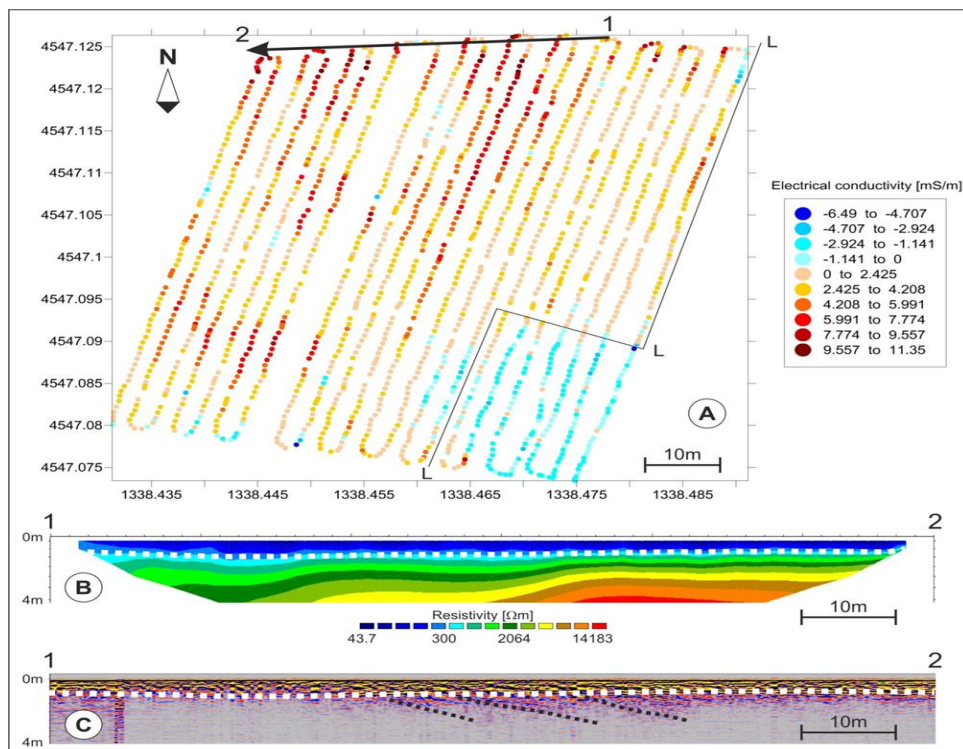 2
1
L
4547.125
N
4547.12
4547.115
4547.11
4547.105
4547.1
4547.095
4547.09
4547.085
4547.08
4547.075
Electrical conductivity [mS/m]
-6.49 to -4.707
-4.707 to -2.924
-2.924 to -1.141
-1.141 to 0
0 to 2.425
2.425 to 4.208
4.208 to 5.991
5.991 to 7.774
7.774 to 9.557
9.557 to 11.35
L
A
10m
L
1338.435 1338.445 1338.455 1338.465 1338.475 1338.485
1 2
0m
B
4m
10m
Resistivity [Ωm]
43.7 300 2064 14183
1 2
0m
C
4m
10m